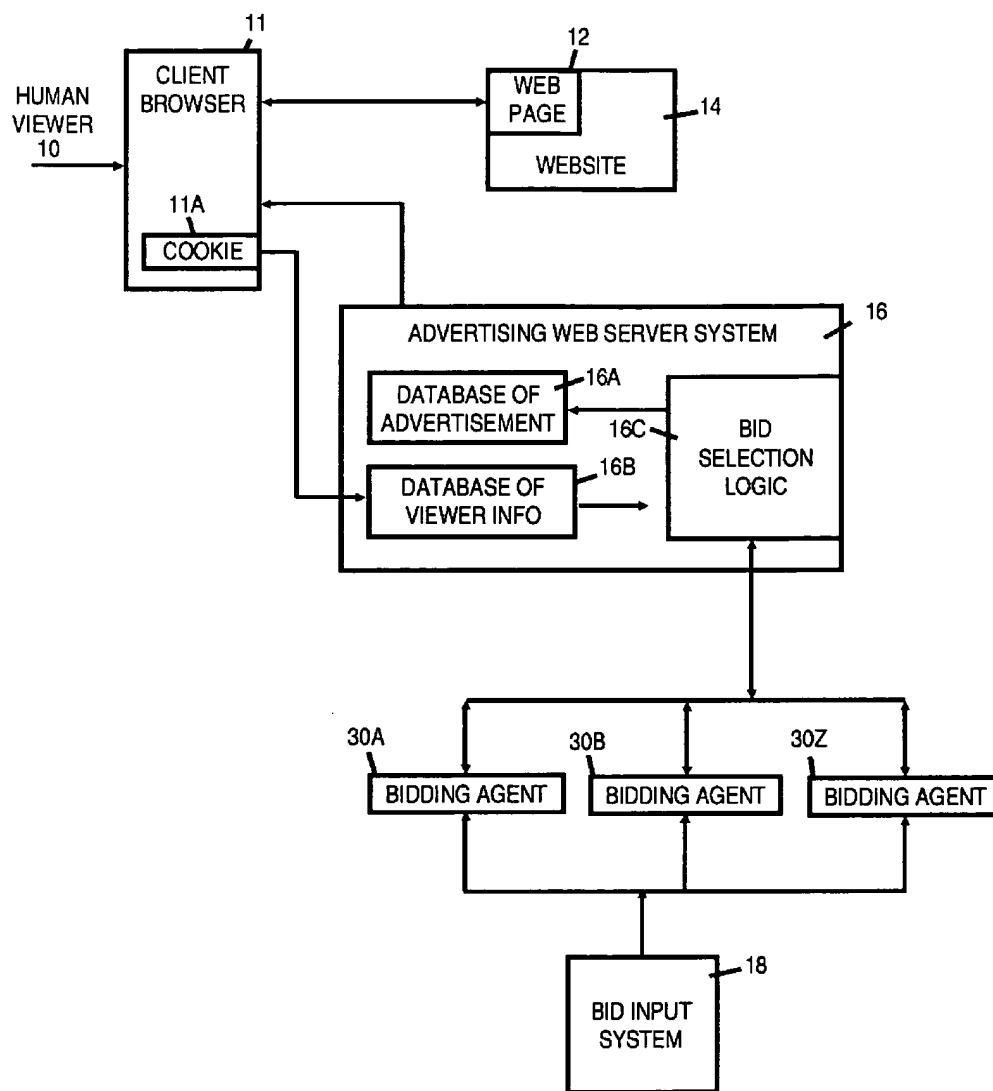 11
CLIENT
BROWSER
12
WEB
PAGE
14
WEBSITE
HUMAN
VIEWER
10
11A
COOKIE
16
ADVERTISING WEB SERVER SYSTEM
16A
DATABASE OF
ADVERTISEMENT
16C
BID
SELECTION
LOGIC
16B
DATABASE OF
VIEWER INFO
30A
BIDDING AGENT
30B
BIDDING AGENT
30Z
BIDDING AGENT
18
BID INPUT
SYSTEM